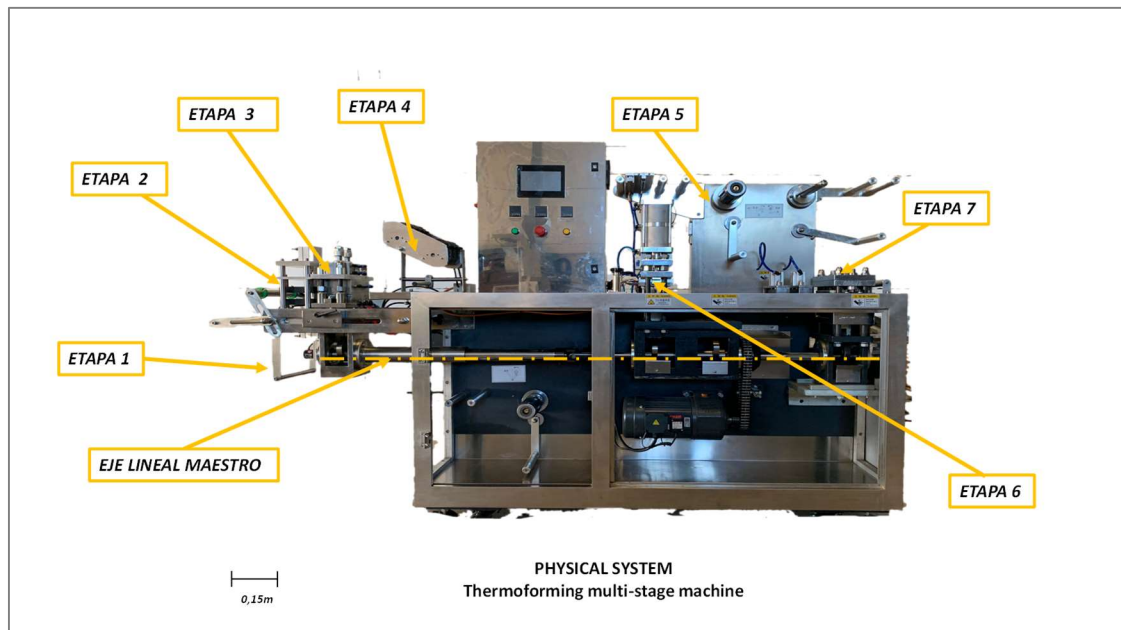 ETAPA 4
ETAPA 3
ETAPA 5
ETAPA 2
ETAPA 7
ETAPA 1
EJE LINEAL MAESTRO
ETAPA 6
PHYSICAL SYSTEM
Thermoforming multi-stage machine
0,15m